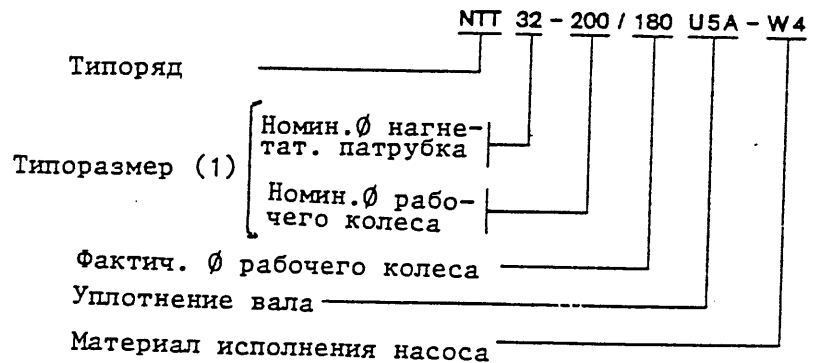 NTT 32 - 200 / 180 U5A - W4
Типоряд
Номин.Ø нагне-
тат. патрубка
Типоразмер (1)
Номин.Ø рабо-
чего колеса
Фактич. Ø рабочего колеса
Уплотнение вала
Материал исполнения насоса